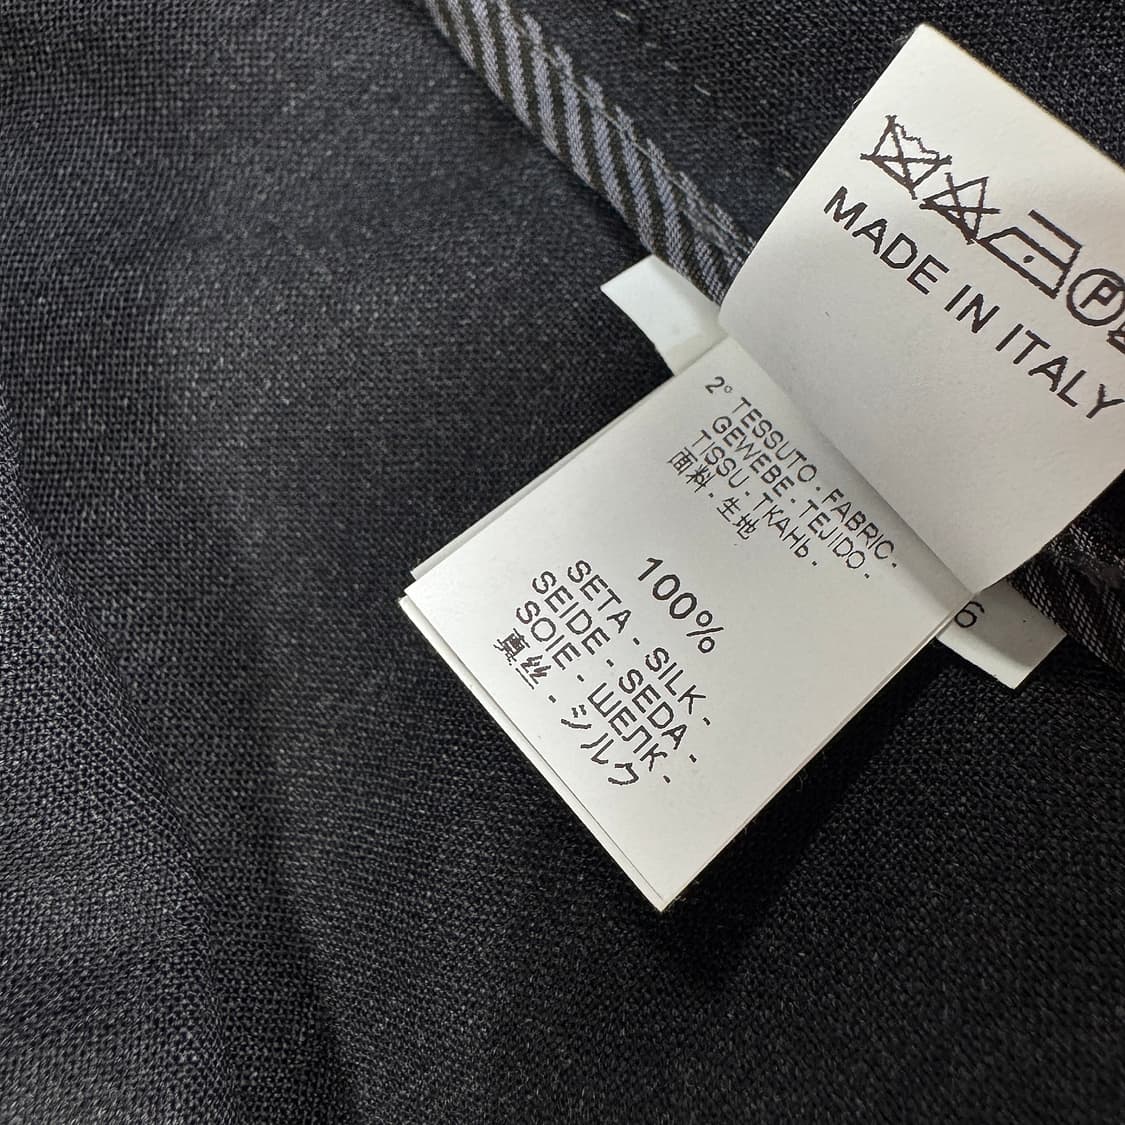 MADE IN ITALY
2° TESSUTO - FABRIC -
GEWEBE - TEJIDO -
TISSU - ТКАНЬ -
面料 - 生地
100%
SETA - SILK -
SEIDE - SEDA -
SOIE - ШЕЛК -
真丝 - シルク
6